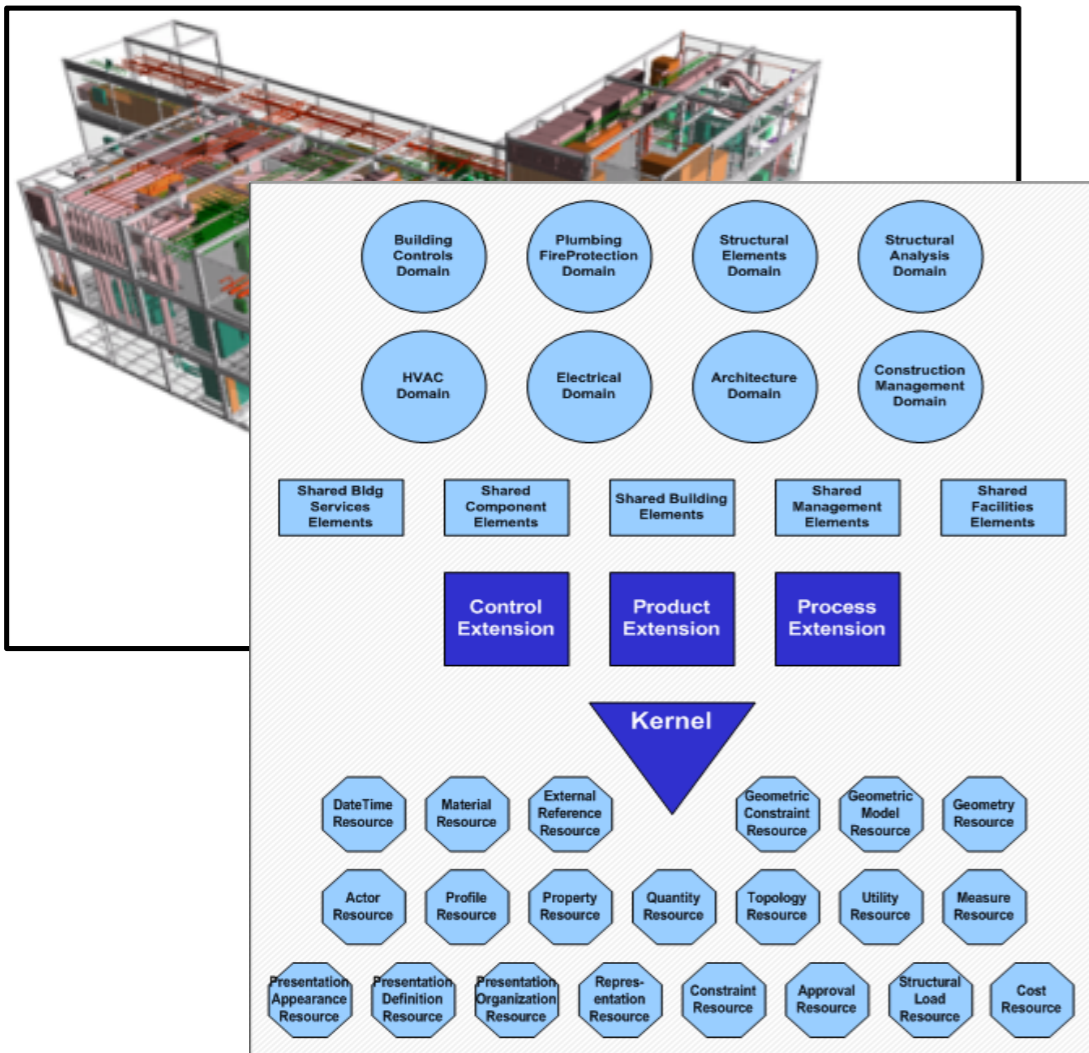 Building
Controls
Domain
Plumbing
FireProtection
Domain
Structural
Elements
Domain
Structural
Analysis
Domain
HVAC
Domain
Electrical
Domain
Architecture
Domain
Construction
Management
Domain
Shared Bldg
Services
Elements
Shared
Component
Elements
Shared Building
Elements
Shared
Management
Elements
Shared
Facilities
Elements
Control
Extension
Product
Extension
Process
Extension
Kernel
DateTime
Resource
Material
Resource
External
Reference
Resource
Geometric
Constraint
Resource
Geometric
Model
Resource
Geometry
Resource
Actor
Resource
Profile
Resource
Property
Resource
Quantity
Resource
Topology
Resource
Utility
Resource
Measure
Resource
Presentation
Appearance
Resource
Presentation
Definition
Resource
Presentation
Organization
Resource
Repres-
entation
Resource
Constraint
Resource
Approval
Resource
Structural
Load
Resource
Cost
Resource